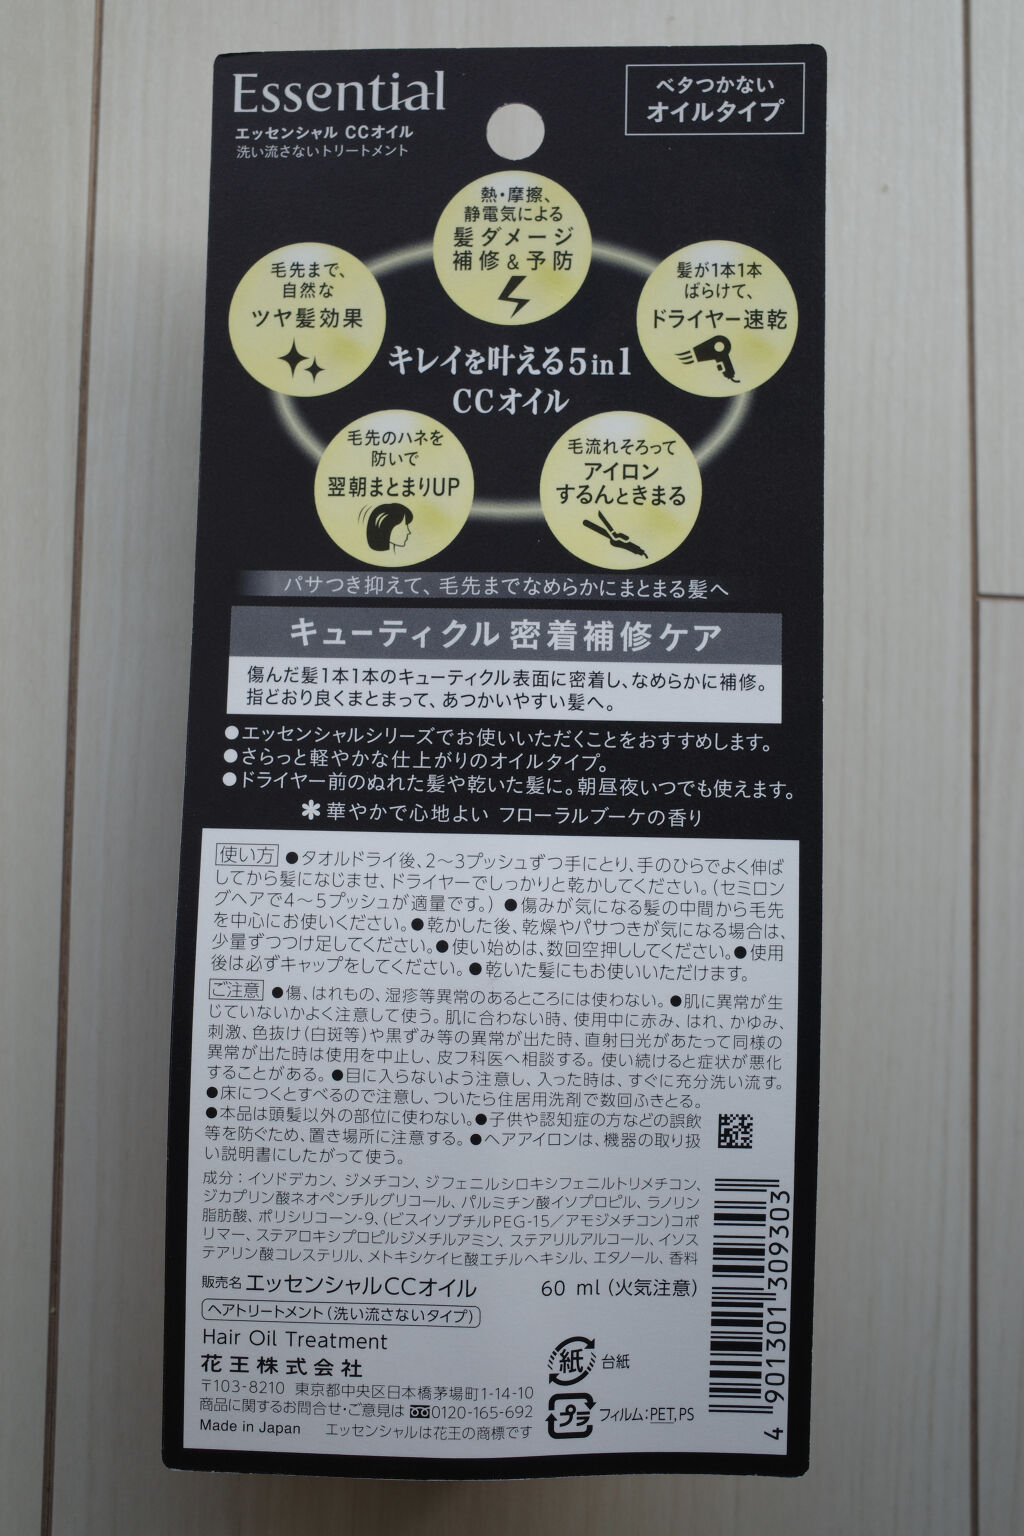 Essential
エッセンシャル CCオイル
洗い流さないトリートメント
ベタつかない
オイルタイプ
熱・摩擦、
静電気による
髪ダメージ
補修&予防
毛先まで、
自然な
ツヤ髪効果
髪が1本1本
ばらけて、
ドライヤー速乾
キレイを叶える5in1
CCオイル
毛先のハネを
防いで
翌朝まとまりUP
毛流れそろって
アイロン
するんときまる
パサつき抑えて、毛先までなめらかにまとまる髪へ
キューティクル 密着補修ケア
傷んだ髪1本1本のキューティクル表面に密着し、なめらかに補修。
指どおり良くまとまって、あつかいやすい髪へ。
●エッセンシャルシリーズでお使いいただくことをおすすめします。
●さらっと軽やかな仕上がりのオイルタイプ。
●ドライヤー前のぬれた髪や乾いた髪に。朝昼夜いつでも使えます。
✻華やかで心地よい フローラルブーケの香り
使い方 ●タオルドライ後、2〜3プッシュずつ手にとり、手のひらでよく伸ば
してから髪になじませ、ドライヤーでしっかりと乾かしてください。(セミロン
グヘアで4〜5プッシュが適量です。) ●傷みが気になる髪の中間から毛先
を中心にお使いください。●乾かした後、乾燥やパサつきが気になる場合は、
少量ずつつけ足してください。●使い始めは、数回空押ししてください。●使用
後は必ずキャップをしてください。●乾いた髪にもお使いいただけます。
ご注意 ●傷、はれもの、湿疹等異常のあるところには使わない。●肌に異常が生
じていないかよく注意して使う。肌に合わない時、使用中に赤み、はれ、かゆみ、
刺激、色抜け(白斑等)や黒ずみ等の異常が出た時、直射日光があたって同様の
異常が出た時は使用を中止し、皮フ科医へ相談する。使い続けると症状が悪化
することがある。●目に入らないよう注意し、入った時は、すぐに充分洗い流す。
●床につくとすべるので注意し、ついたら住居用洗剤で数回ふきとる。
●本品は頭髪以外の部位に使わない。●子供や認知症の方などの誤飲
等を防ぐため、置き場所に注意する。●ヘアアイロンは、機器の取り扱
い説明書にしたがって使う。
成分:イソドデカン、ジメチコン、ジフェニルシロキシフェニルトリメチコン、
ジカプリン酸ネオペンチルグリコール、パルミチン酸イソプロピル、ラノリン
脂肪酸、ポリシリコーン-9、(ビスイソブチルPEG-15/アモジメチコン)コポ
リマー、ステアロキシプロピルジメチルアミン、ステアリルアルコール、イソス
テアリン酸コレステリル、メトキシケイヒ酸エチルヘキシル、エタノール、香料
販売名 エッセンシャルCCオイル 60 ml (火気注意)
ヘアトリートメント(洗い流さないタイプ)
Hair Oil Treatment
花王株式会社
〒103-8210 東京都中央区日本橋茅場町1-14-10
商品に関するお問合せ・ご意見は 0120-165-692
Made in Japan エッセンシャルは花王の商標です
紙 台紙
プラ フィルム:PET,PS
4 901301 309303